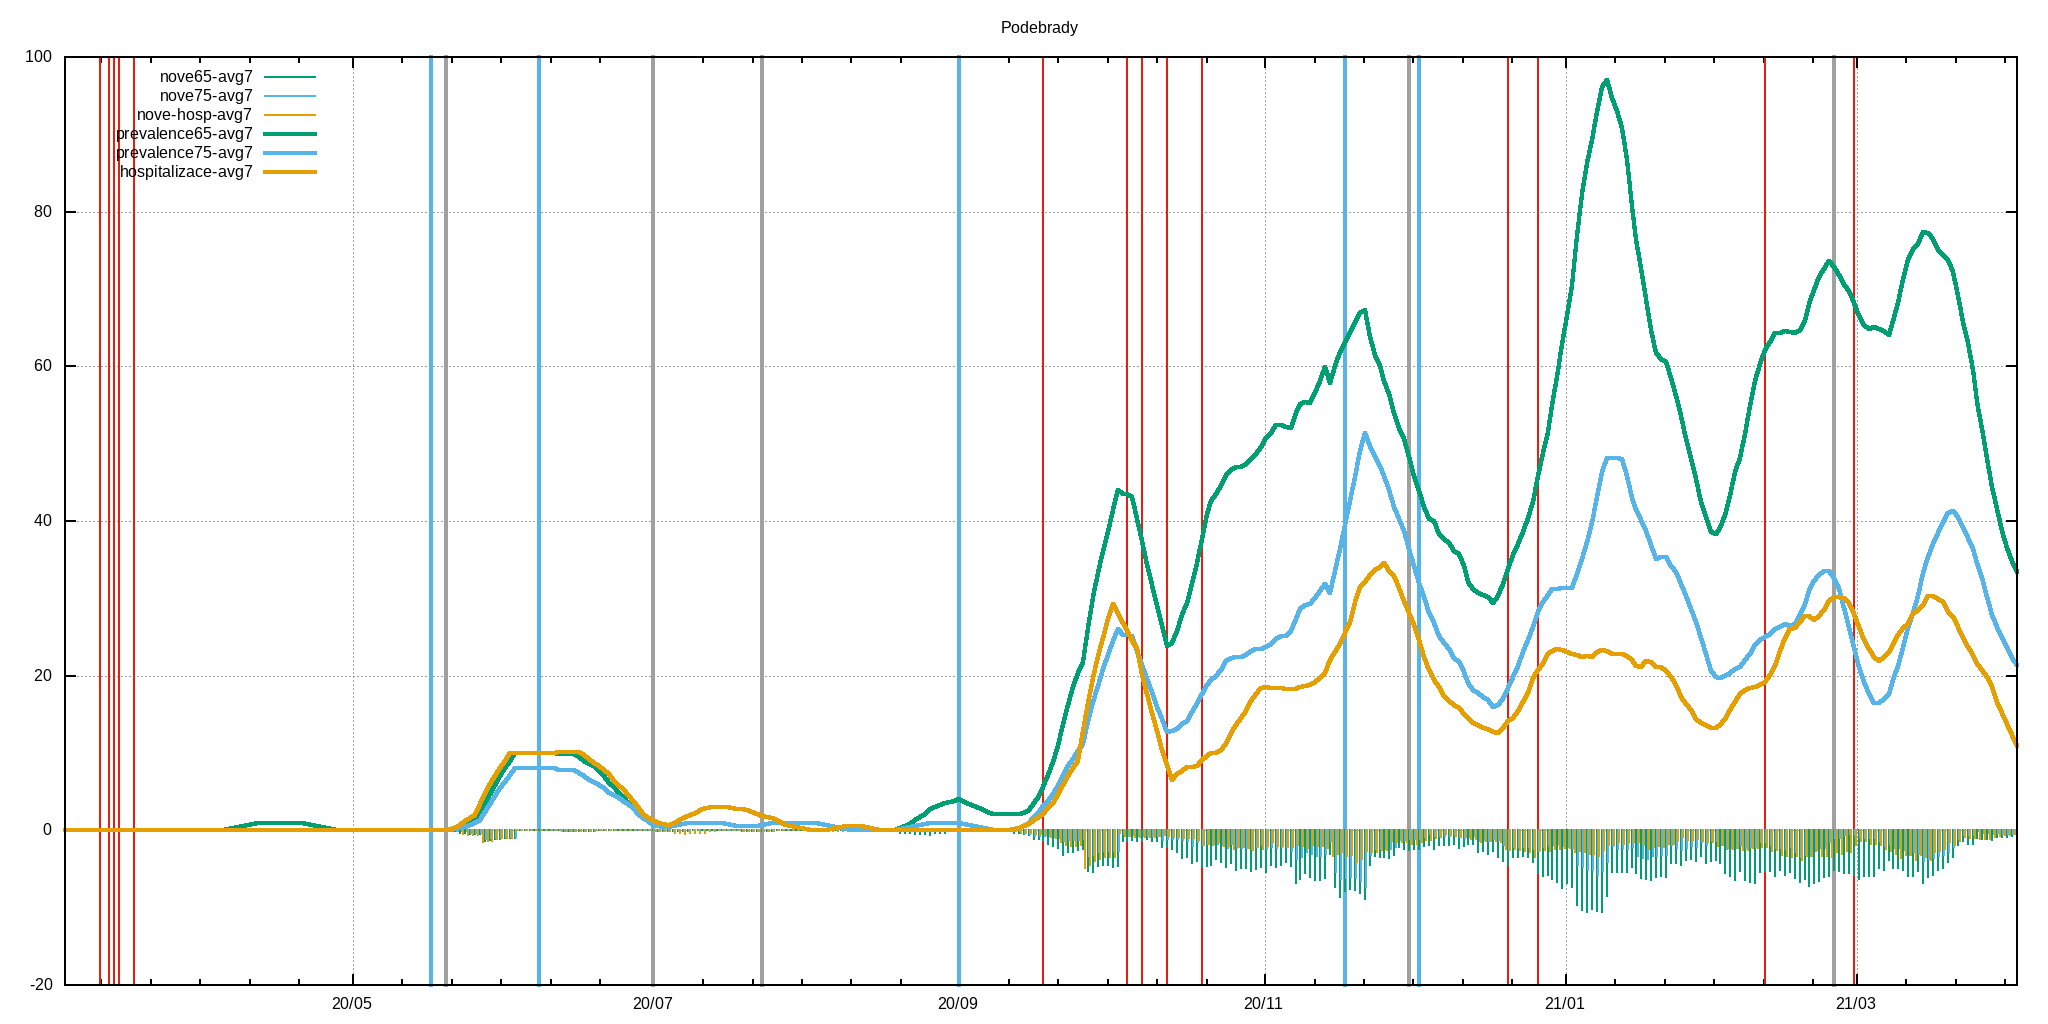 Podebrady
100
nove65-avg7
nove75-avg7
nove-hosp-avg7
prevalence65-avg7
prevalence75-avg7
hospitalizace-avg7
80
60
40
20
0
-20
20/05 20/07 20/09 20/11 21/01 21/03